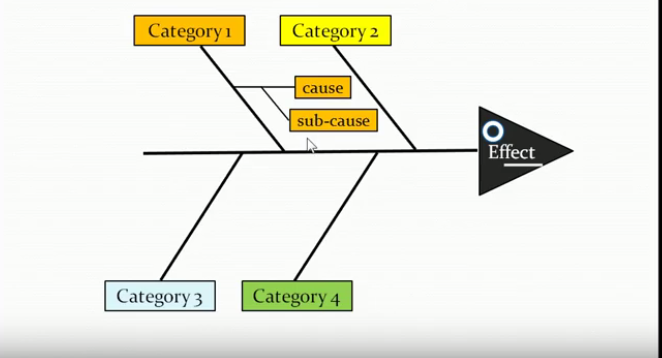 Category 1
Category 2
cause
sub-cause
Effect
Category 3
Category 4